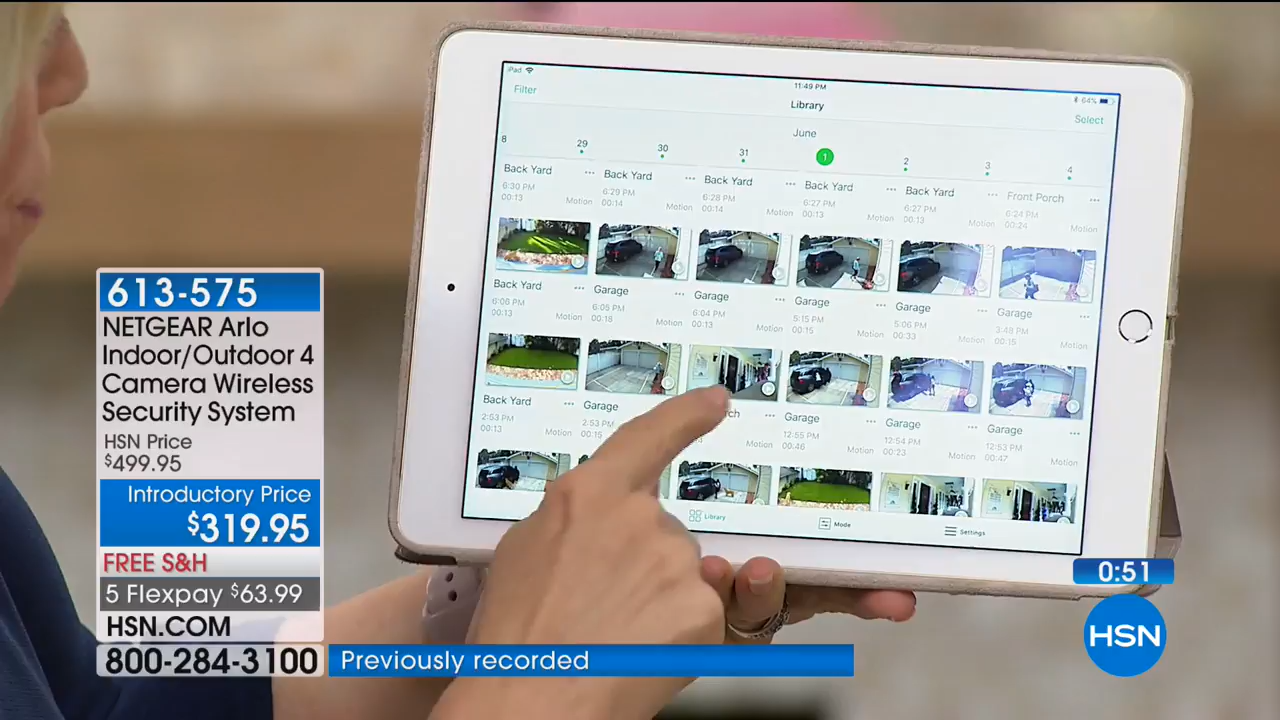 iPad
11:49 PM
64%
Filter
Library
Select
June
8 29 30 31 1 2 3 4
Back Yard Back Yard Back Yard Back Yard Back Yard Front Porch
6:30 PM 6:29 PM 6:28 PM 6:27 PM 6:27 PM 6:24 PM
00:13 Motion 00:14 Motion 00:14 Motion 00:13 Motion 00:13 Motion 00:24 Motion
Back Yard Garage Garage Garage Garage Garage
6:06 PM 6:05 PM 6:04 PM 5:15 PM 5:06 PM 3:48 PM
00:13 Motion 00:18 Motion 00:13 Motion 00:15 Motion 00:33 Motion 00:15 Motion
Back Yard Garage rch Garage Garage Garage
2:53 PM 2:53 PM 12:55 PM 12:54 PM 12:53 PM
00:13 Motion 00:15 Motion 00:46 Motion 00:23 Motion 00:47 Motion
Library Mode Settings
613-575
NETGEAR Arlo
Indoor/Outdoor 4
Camera Wireless
Security System
HSN Price
$499.95
Introductory Price
$319.95
FREE S&H
5 Flexpay $63.99
HSN.COM
800-284-3100
Previously recorded
0:51
HSN